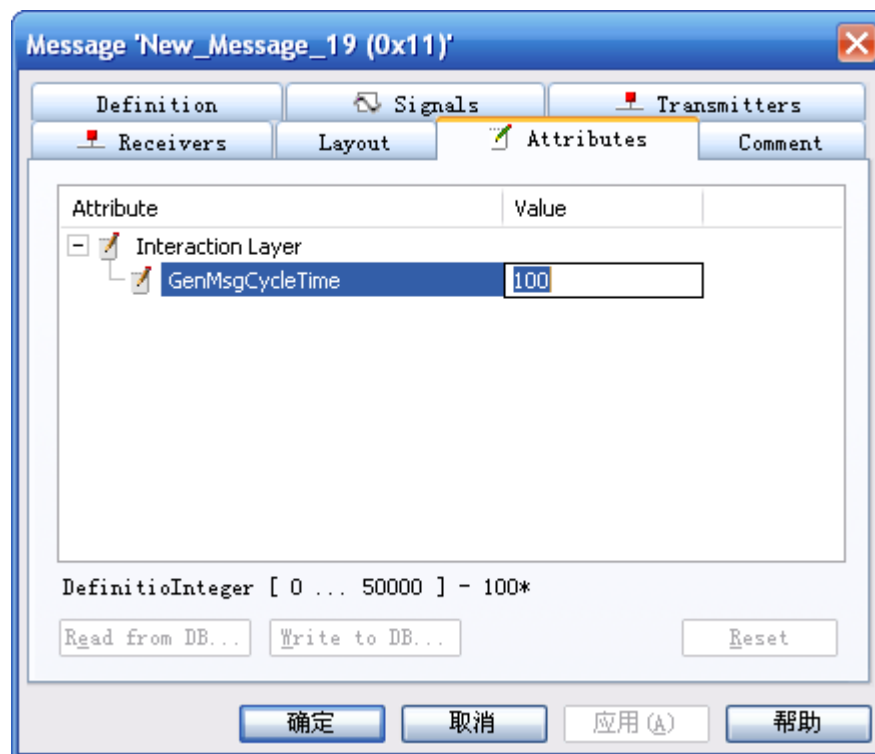 Message 'New_Message_19 (0x11)'
Definition Signals Transmitters
Receivers Layout Attributes Comment
Attribute Value
Interaction Layer
GenMsgCycleTime 100
DefinitioInteger [ 0 ... 50000 ] - 100*
Read from DB... Write to DB... Reset
确定 取消 应用(A) 帮助